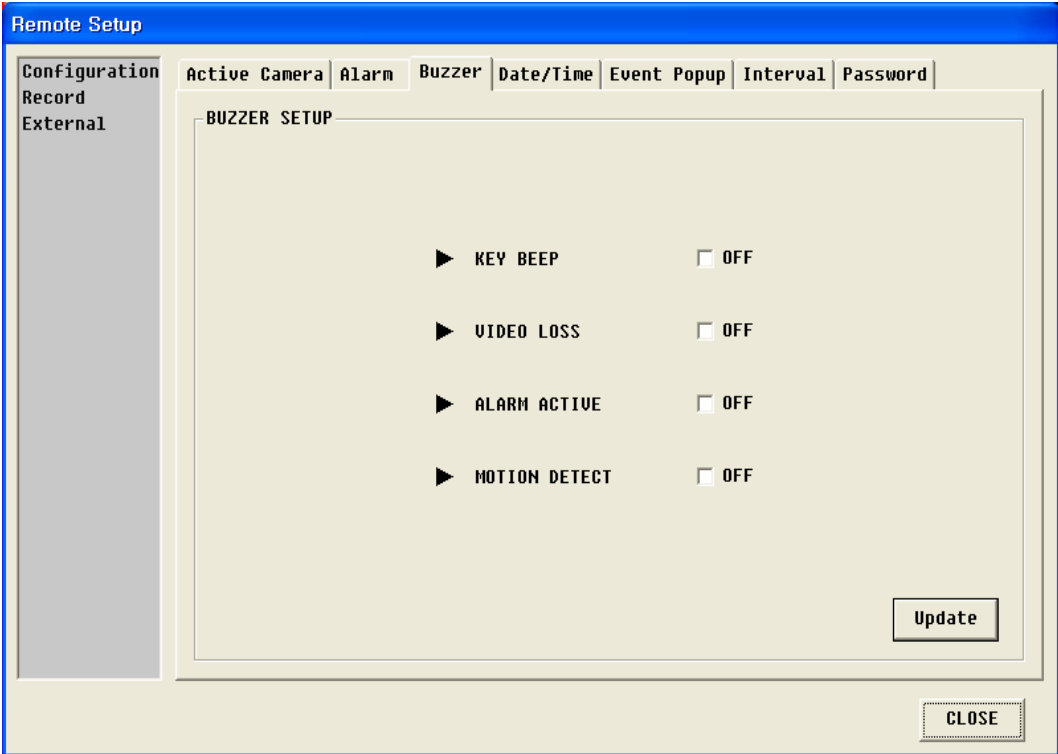 Remote Setup
Configuration
Record
External
Active Camera Alarm Buzzer Date/Time Event Popup Interval Password
BUZZER SETUP
KEY BEEP OFF
VIDEO LOSS OFF
ALARM ACTIVE OFF
MOTION DETECT OFF
Update
CLOSE